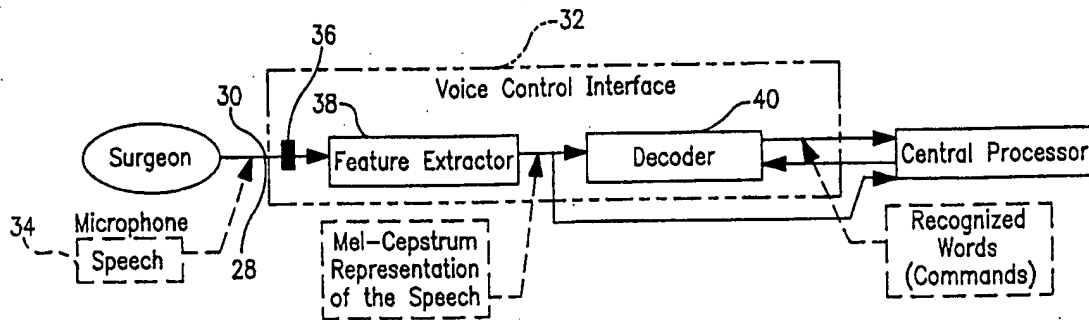 32
36
Voice Control Interface
30
38
40
Surgeon
Feature Extractor
Decoder
Central Processor
34
Microphone
Speech
28
Mel-Cepstrum
Representation
of the Speech
Recognized
Words
(Commands)